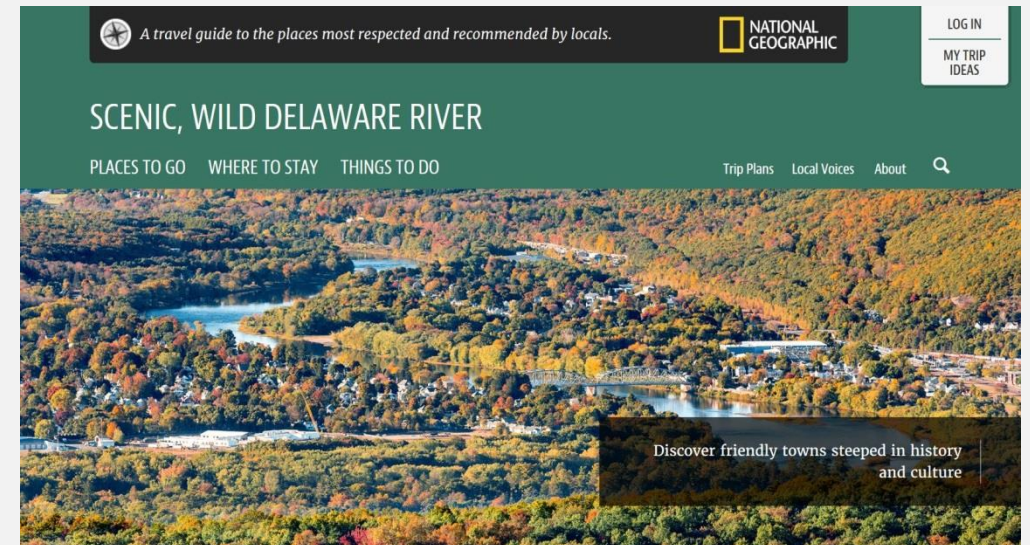 A travel guide to the places most respected and recommended by locals.
NATIONAL
GEOGRAPHIC
LOG IN
MY TRIP
IDEAS
SCENIC, WILD DELAWARE RIVER
PLACES TO GO WHERE TO STAY THINGS TO DO
Trip Plans Local Voices About
Discover friendly towns steeped in history
and culture